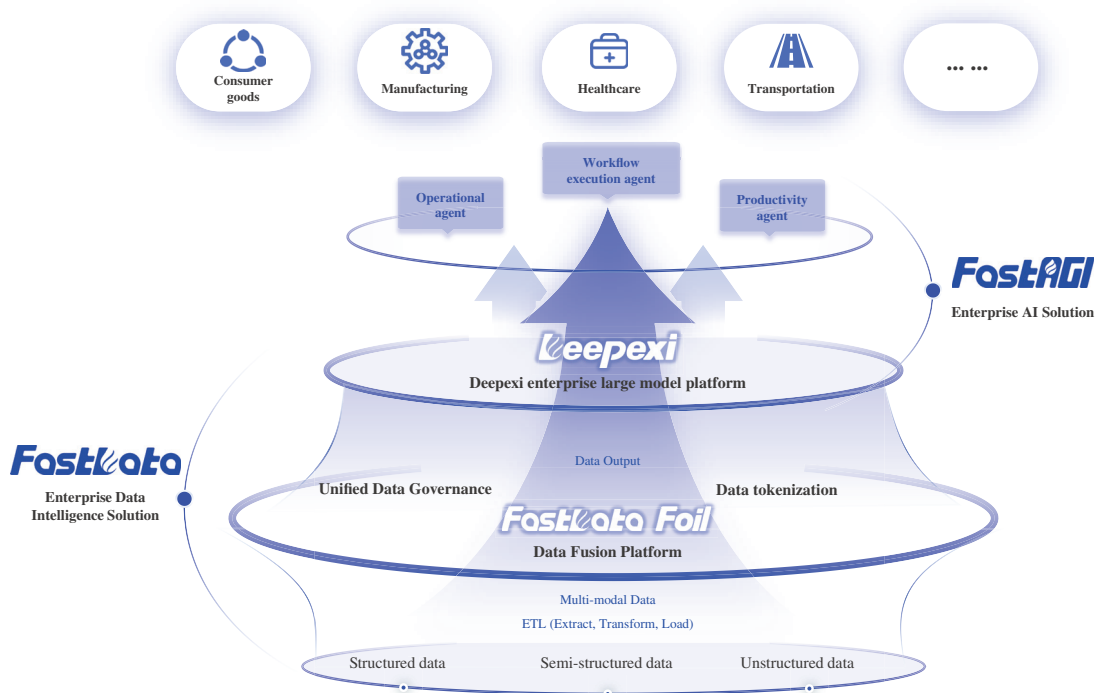 Consumer
goods
Manufacturing
Healthcare
Transportation
... ...
Workflow
execution agent
Operational
agent
Productivity
agent
FastAGI
Enterprise AI Solution
Deepexi
Deepexi enterprise large model platform
FastData
Enterprise Data
Intelligence Solution
Data Output
Unified Data Governance
Data tokenization
FastData Foil
Data Fusion Platform
Multi-modal Data
ETL (Extract, Transform, Load)
Structured data
Semi-structured data
Unstructured data